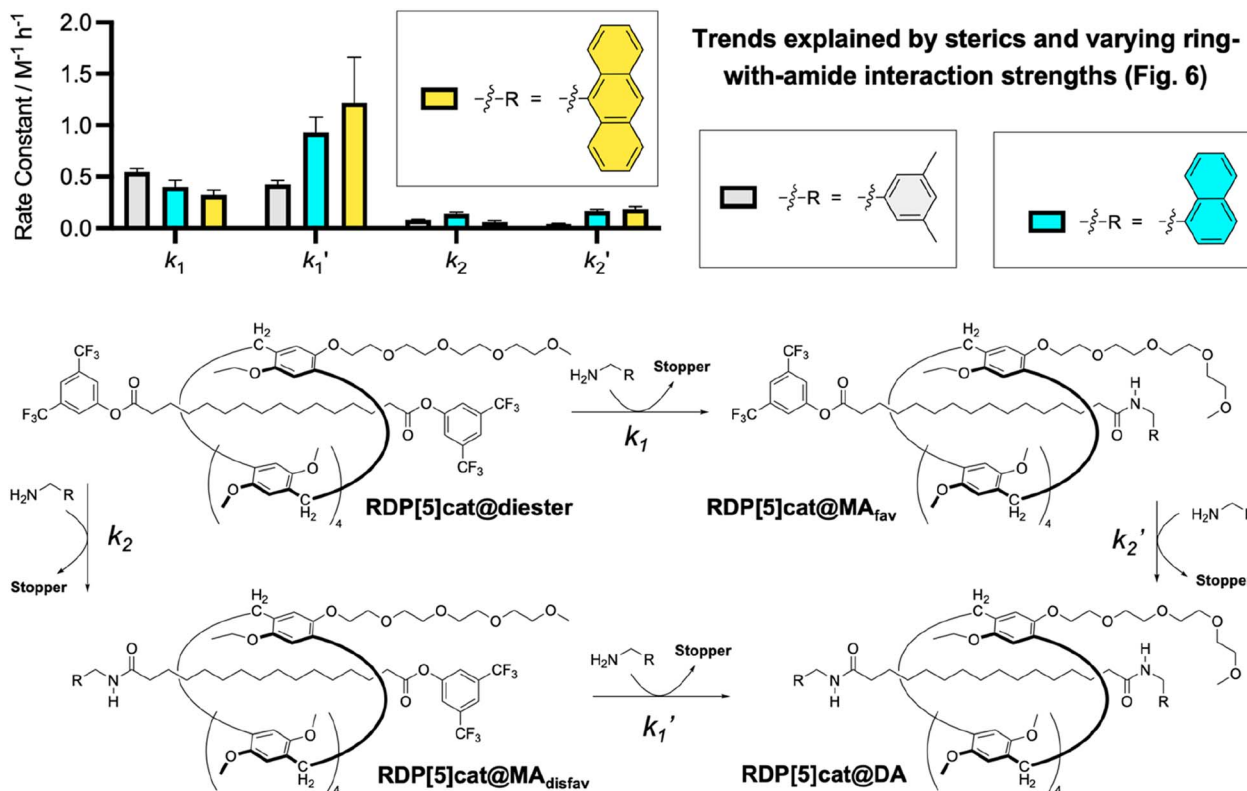 2.0
1.5
1.0
0.5
0.0
Rate Constant / M⁻¹ h⁻¹
k₁
k₁'
k₂
k₂'
R =
Trends explained by sterics and varying ring-
with-amide interaction strengths (Fig. 6)
R =
R =
CF₃
F₃C
O
O
H₂
C
O
O
O
O
O
O
O
O
CF₃
CF₃
O
O
O
C
H₂
4
RDP[5]cat@diester
H₂N
R
Stopper
k₁
CF₃
F₃C
O
O
H₂
C
O
O
O
O
O
O
O
H
N
O
R
O
O
C
H₂
4
RDP[5]cat@MAfav
H₂N
R
k₂
Stopper
H₂N
k₂'
Stoppe
H₂
C
O
O
O
O
O
O
O
R
N
H
O
O
CF₃
CF₃
O
O
C
H₂
4
RDP[5]cat@MAdisfav
H₂N
R
Stopper
k₁'
H₂
C
O
O
O
O
O
O
O
R
N
H
H
N
O
R
O
O
C
H₂
4
RDP[5]cat@DA